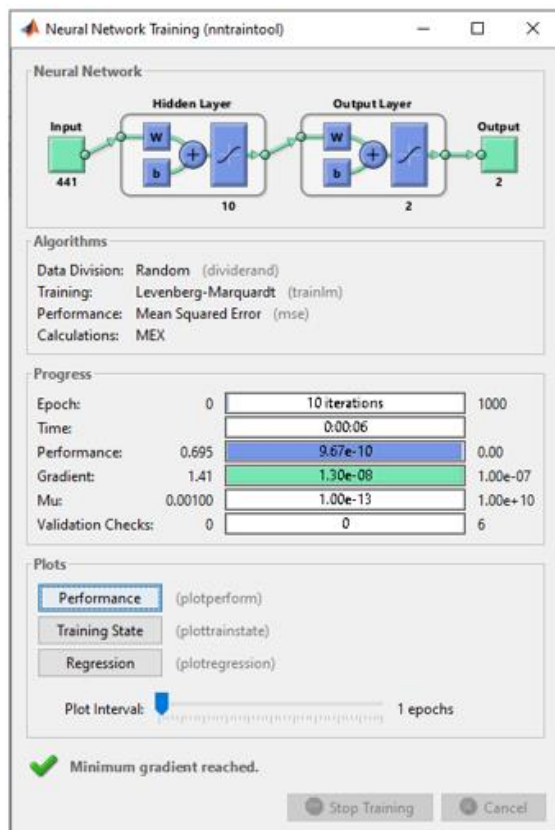 Neural Network Training (nntraintool)
Neural Network
Hidden Layer
Output Layer
Input
Output
W
b
+
W
b
+
441
10
2
2
Algorithms
Data Division: Random (dividerand)
Training: Levenberg-Marquardt (trainlm)
Performance: Mean Squared Error (mse)
Calculations: MEX
Progress
Epoch: 0 10 iterations 1000
Time: 0:00:06
Performance: 0.695 9.67e-10 0.00
Gradient: 1.41 1.30e-08 1.00e-07
Mu: 0.00100 1.00e-13 1.00e+10
Validation Checks: 0 0 6
Plots
Performance (plotperform)
Training State (plottrainstate)
Regression (plotregression)
Plot Interval: 1 epochs
Minimum gradient reached.
Stop Training Cancel